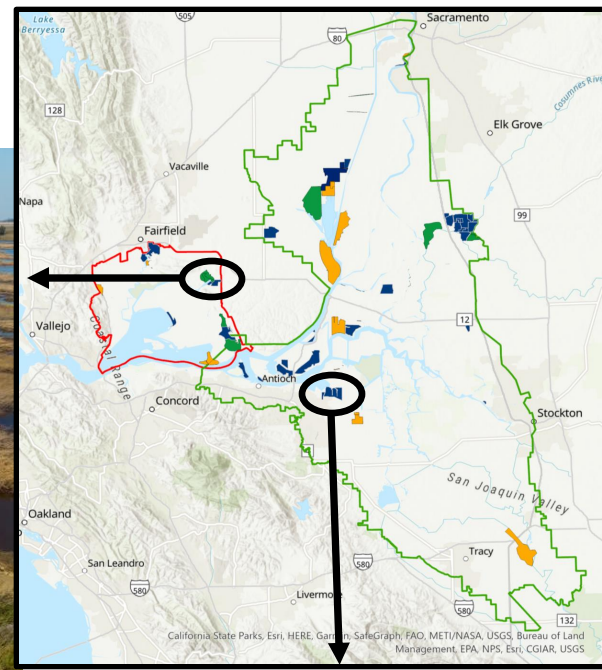 Lake
Berryessa
505
Sacramento
80
Cosumnes River
128
Elk Grove
Vacaville
Napa
99
Fairfield
Vallejo
12
Coastal Range
Antioch
Concord
Stockton
San Joaquin Valley
Oakland
Tracy
San Leandro
580
580
Livermore
580
132
California State Parks, Esri, HERE, Garmin, SafeGraph, FAO, METI/NASA, USGS, Bureau of Land
Management, EPA, NPS, Esri, CGIAR, USGS